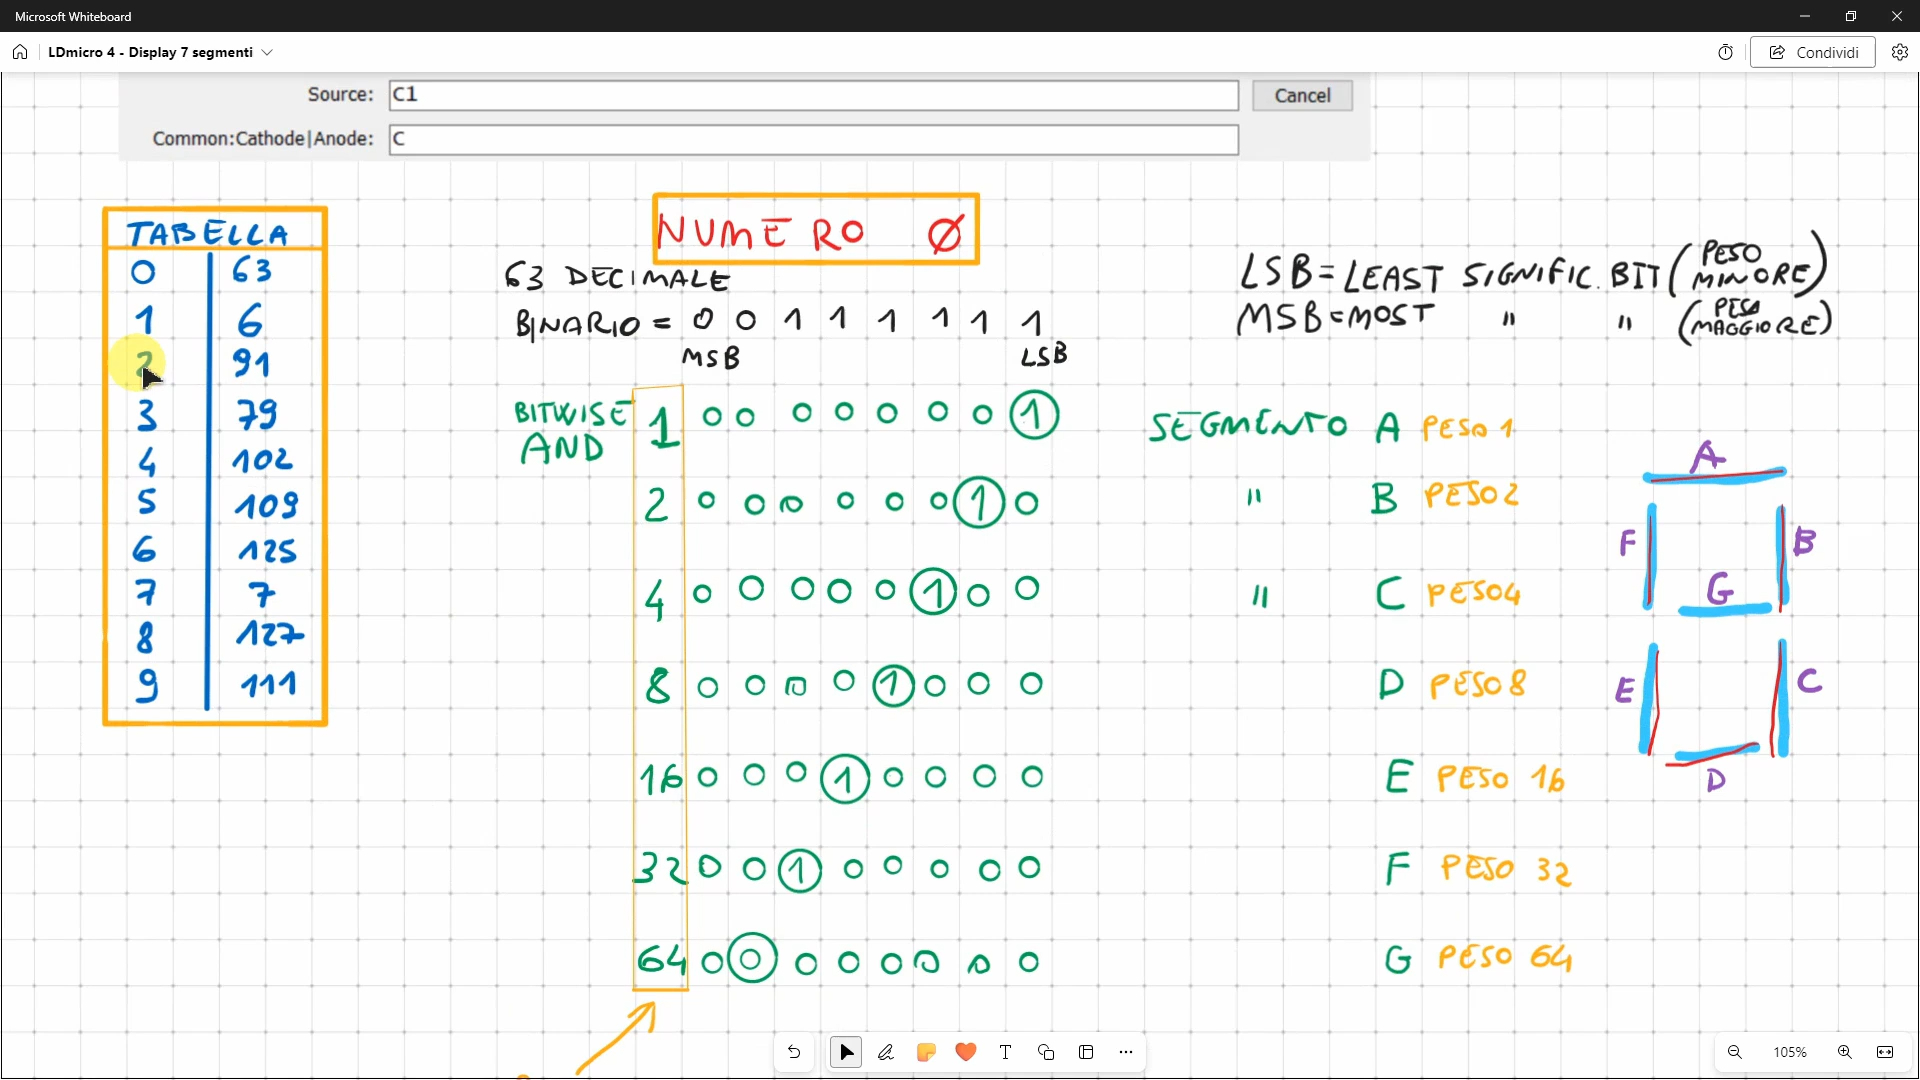 Microsoft Whiteboard
LDmicro 4 - Display 7 segmenti
Condividi
Source: C1
Cancel
Common:Cathode|Anode: C
TABELLA
0 63
1 6
2 91
3 79
4 102
5 109
6 125
7 7
8 127
9 111
NUMERO 0
63 DECIMALE
BINARIO = 0 0 1 1 1 1 1 1
MSB LSB
LSB = LEAST SIGNIFIC. BIT (PESO MINORE)
MSB = MOST " " (PESO MAGGIORE)
BITWISE AND
1 0 0 0 0 0 0 0 1
2 0 0 0 0 0 0 1 0
4 0 0 0 0 0 1 0 0
8 0 0 0 0 1 0 0 0
16 0 0 0 1 0 0 0 0
32 0 0 1 0 0 0 0 0
64 0 0 0 0 0 0 0 0
SEGMENTO A PESO 1
" B PESO 2
" C PESO 4
D PESO 8
E PESO 16
F PESO 32
G PESO 64
A
F B
G
E C
D
T
105%